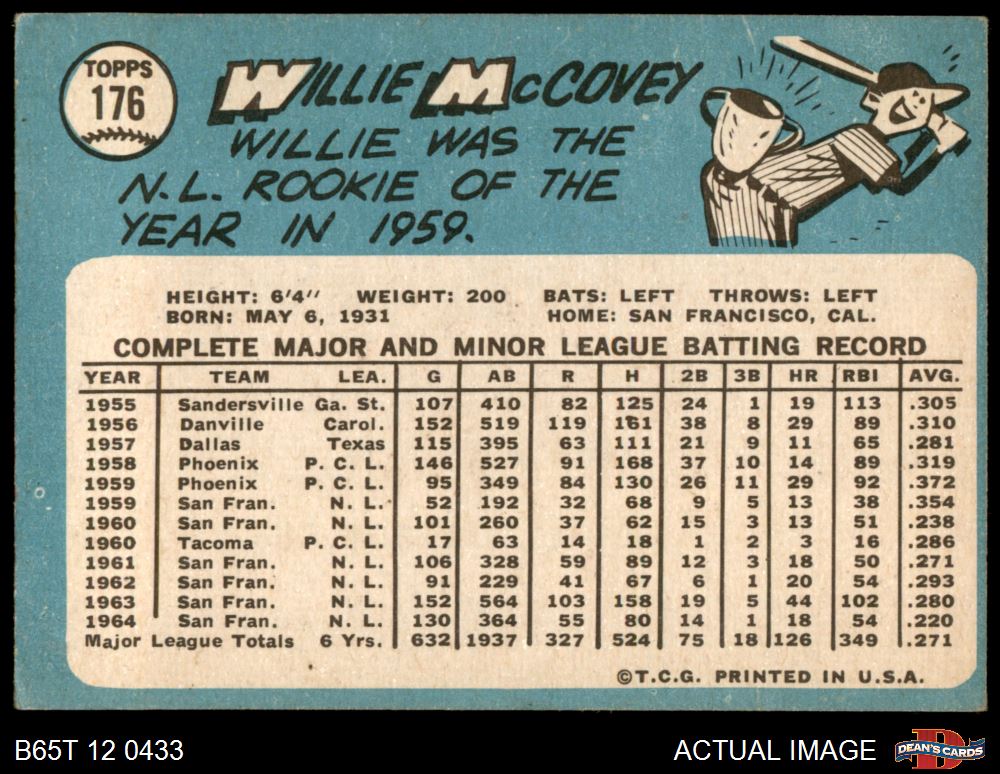 TOPPS
176
WILLIE McCOVEY
WILLIE WAS THE
N.L. ROOKIE OF THE
YEAR IN 1959.
HEIGHT: 6'4" WEIGHT: 200 BATS: LEFT THROWS: LEFT
BORN: MAY 6, 1931 HOME: SAN FRANCISCO, CAL.
COMPLETE MAJOR AND MINOR LEAGUE BATTING RECORD
YEAR TEAM LEA. G AB R H 2B 3B HR RBI AVG.
1955 Sandersville Ga. St. 107 410 82 125 24 1 19 113 .305
1956 Danville Carol. 152 519 119 161 38 8 29 89 .310
1957 Dallas Texas 115 395 63 111 21 9 11 65 .281
1958 Phoenix P. C. L. 146 527 91 168 37 10 14 89 .319
1959 Phoenix P. C. L. 95 349 84 130 26 11 29 92 .372
1959 San Fran. N. L. 52 192 32 68 9 5 13 38 .354
1960 San Fran. N. L. 101 260 37 62 15 3 13 51 .238
1960 Tacoma P. C. L. 17 63 14 18 1 2 3 16 .286
1961 San Fran. N. L. 106 328 59 89 12 3 18 50 .271
1962 San Fran. N. L. 91 229 41 67 6 1 20 54 .293
1963 San Fran. N. L. 152 564 103 158 19 5 44 102 .280
1964 San Fran. N. L. 130 364 55 80 14 1 18 54 .220
Major League Totals 6 Yrs. 632 1937 327 524 75 18 126 349 .271
©T.C.G. PRINTED IN U.S.A.
B65T 12 0433 ACTUAL IMAGE D DEAN'S CARDS